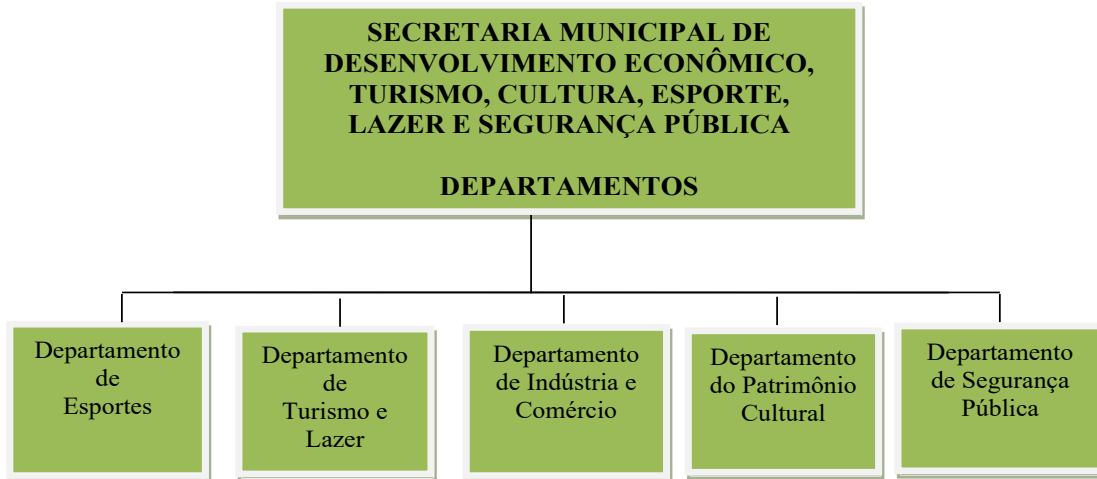 SECRETARIA MUNICIPAL DE
DESENVOLVIMENTO ECONÔMICO,
TURISMO, CULTURA, ESPORTE,
LAZER E SEGURANÇA PÚBLICA
DEPARTAMENTOS
Departamento
de
Esportes
Departamento
de
Turismo e
Lazer
Departamento
de Indústria e
Comércio
Departamento
do Patrimônio
Cultural
Departamento
de Segurança
Pública